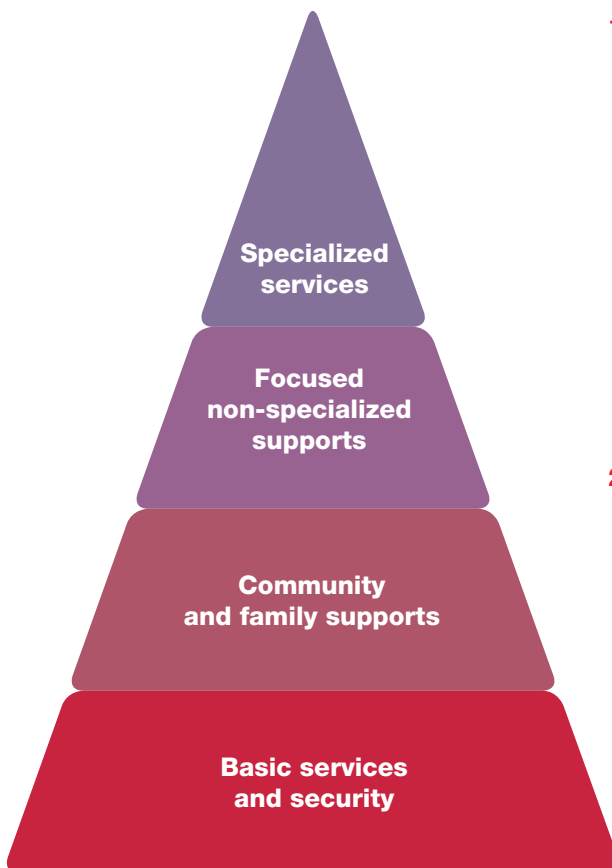 Specialized
services
Focused
non-specialized
supports
Community
and family supports
Basic services
and security